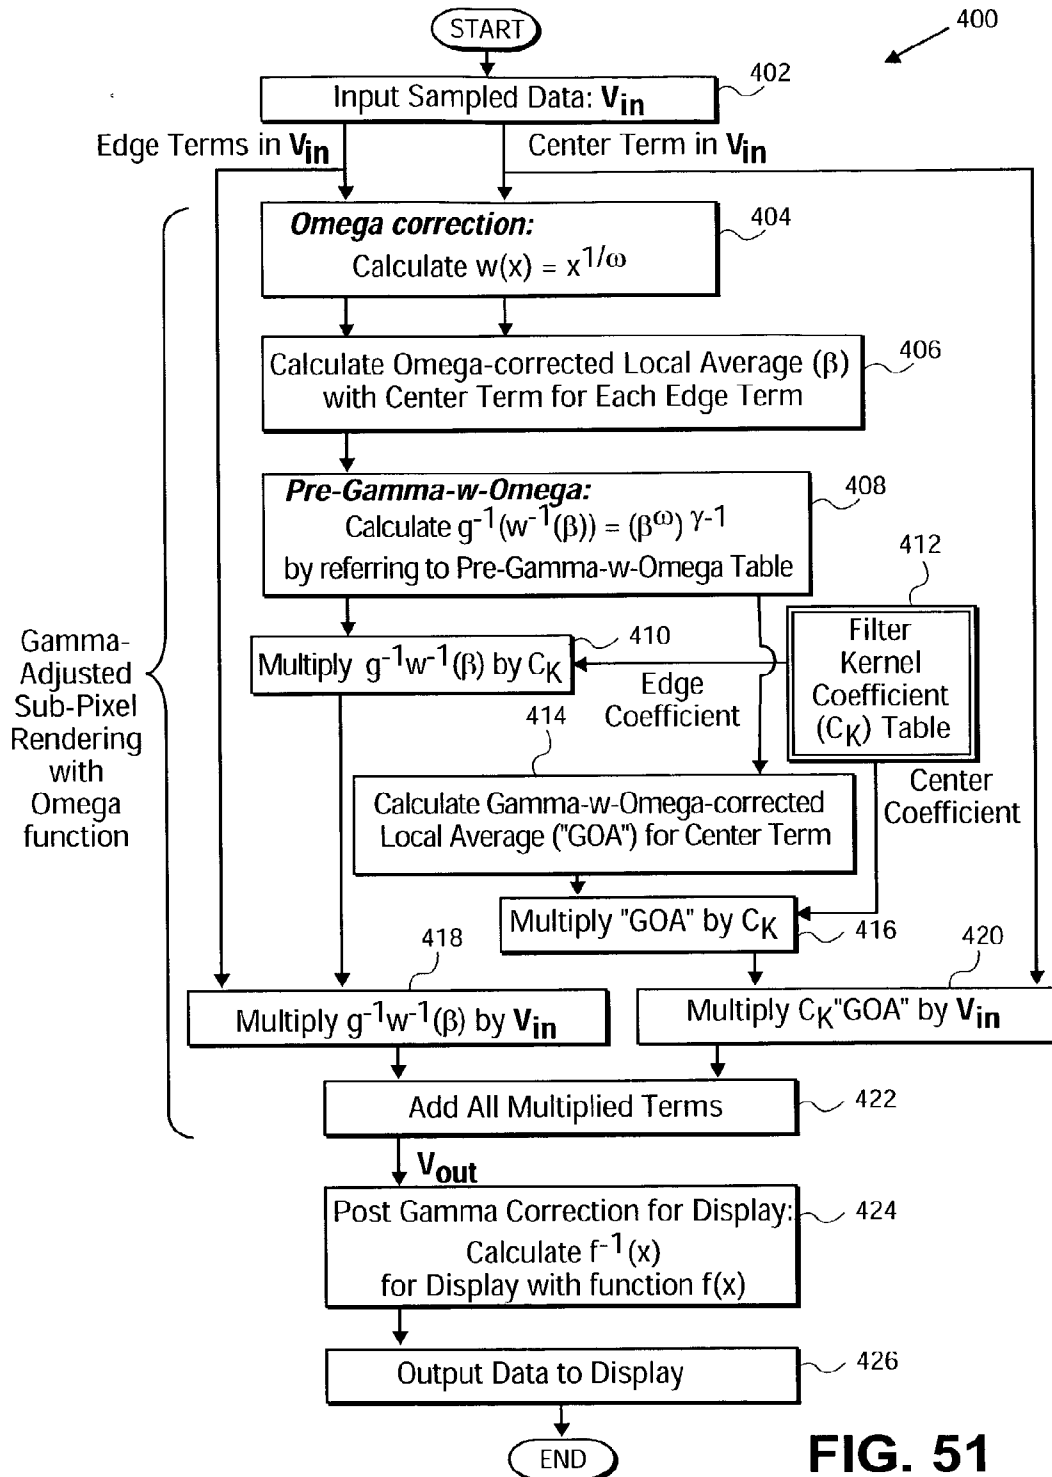 START
400
Input Sampled Data: Vin
402
Edge Terms in Vin
Center Term in Vin
Omega correction:
Calculate w(x) = x^1/ω
404
Calculate Omega-corrected Local Average (β)
with Center Term for Each Edge Term
406
Pre-Gamma-w-Omega:
Calculate g-1(w-1(β)) = (βω) γ-1
by referring to Pre-Gamma-w-Omega Table
408
412
Filter
Kernel
Coefficient
(CK) Table
Multiply g-1w-1(β) by CK
410
Edge
Coefficient
Gamma-
Adjusted
Sub-Pixel
Rendering
with
Omega
function
414
Center
Coefficient
Calculate Gamma-w-Omega-corrected
Local Average ("GOA") for Center Term
Multiply "GOA" by CK
416
418
420
Multiply g-1w-1(β) by Vin
Multiply CK"GOA" by Vin
Add All Multiplied Terms
422
Vout
Post Gamma Correction for Display:
Calculate f-1(x)
for Display with function f(x)
424
Output Data to Display
426
END
FIG. 51